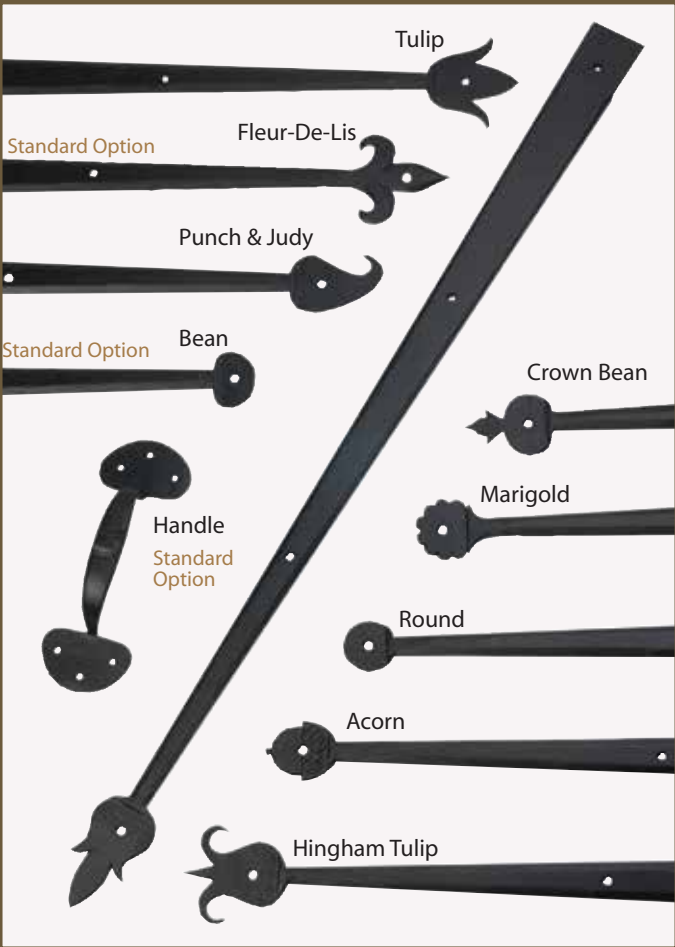 Tulip
Fleur-De-Lis
Standard Option
Punch & Judy
Bean
Standard Option
Crown Bean
Marigold
Handle
Standard
Option
Round
Acorn
Hingham Tulip